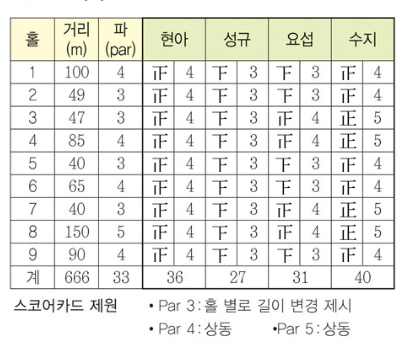 홀 거리 (m) 파 (par) 현아 성규 요섭 수지
1 100 4 正 4 下 3 下 3 正 4
2 49 3 正 4 下 3 下 3 正 4
3 47 3 正 4 下 3 正 4 正 5
4 85 4 正 4 下 3 正 4 正 5
5 40 3 正 4 下 3 下 3 正 4
6 65 4 正 4 下 3 下 3 正 4
7 40 3 正 4 下 3 正 4 正 5
8 150 5 正 4 下 3 正 4 正 5
9 90 4 正 4 下 3 下 3 正 4
계 666 33 36 27 31 40
스코어카드 제원 • Par 3 : 홀 별로 길이 변경 제시
• Par 4 : 상동 •Par 5 : 상동